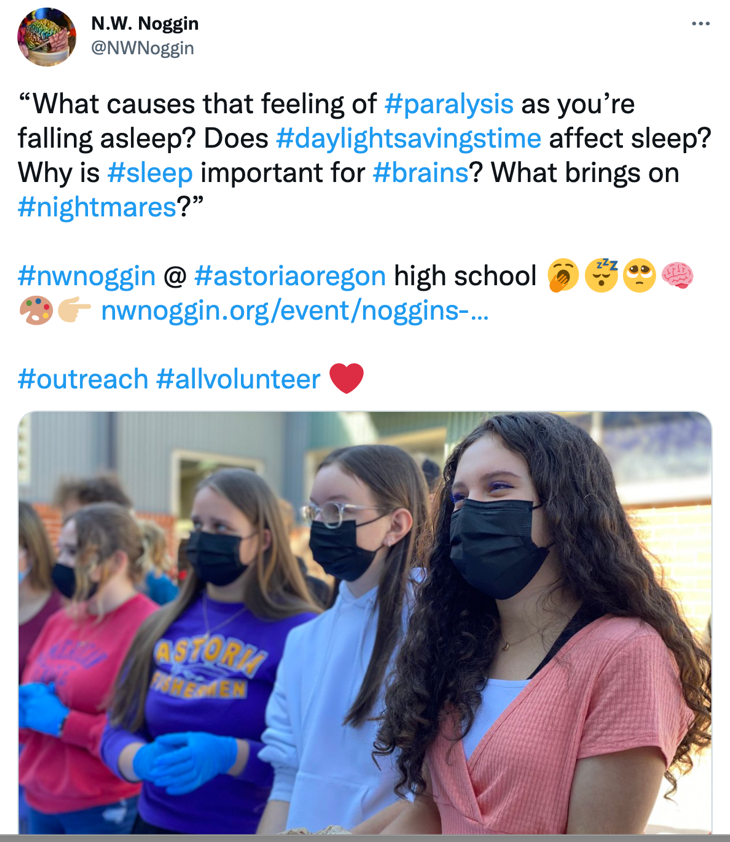 N.W. Noggin
@NWNoggin
“What causes that feeling of #paralysis as you’re
falling asleep? Does #daylightsavingstime affect sleep?
Why is #sleep important for #brains? What brings on
#nightmares?”
#nwnoggin @ #astoriaoregon high school 🥱😴🥺🧠
🎨👉🏼 nwnoggin.org/event/noggins-...
#outreach #allvolunteer ❤️
ASTORIA
FISHERMEN